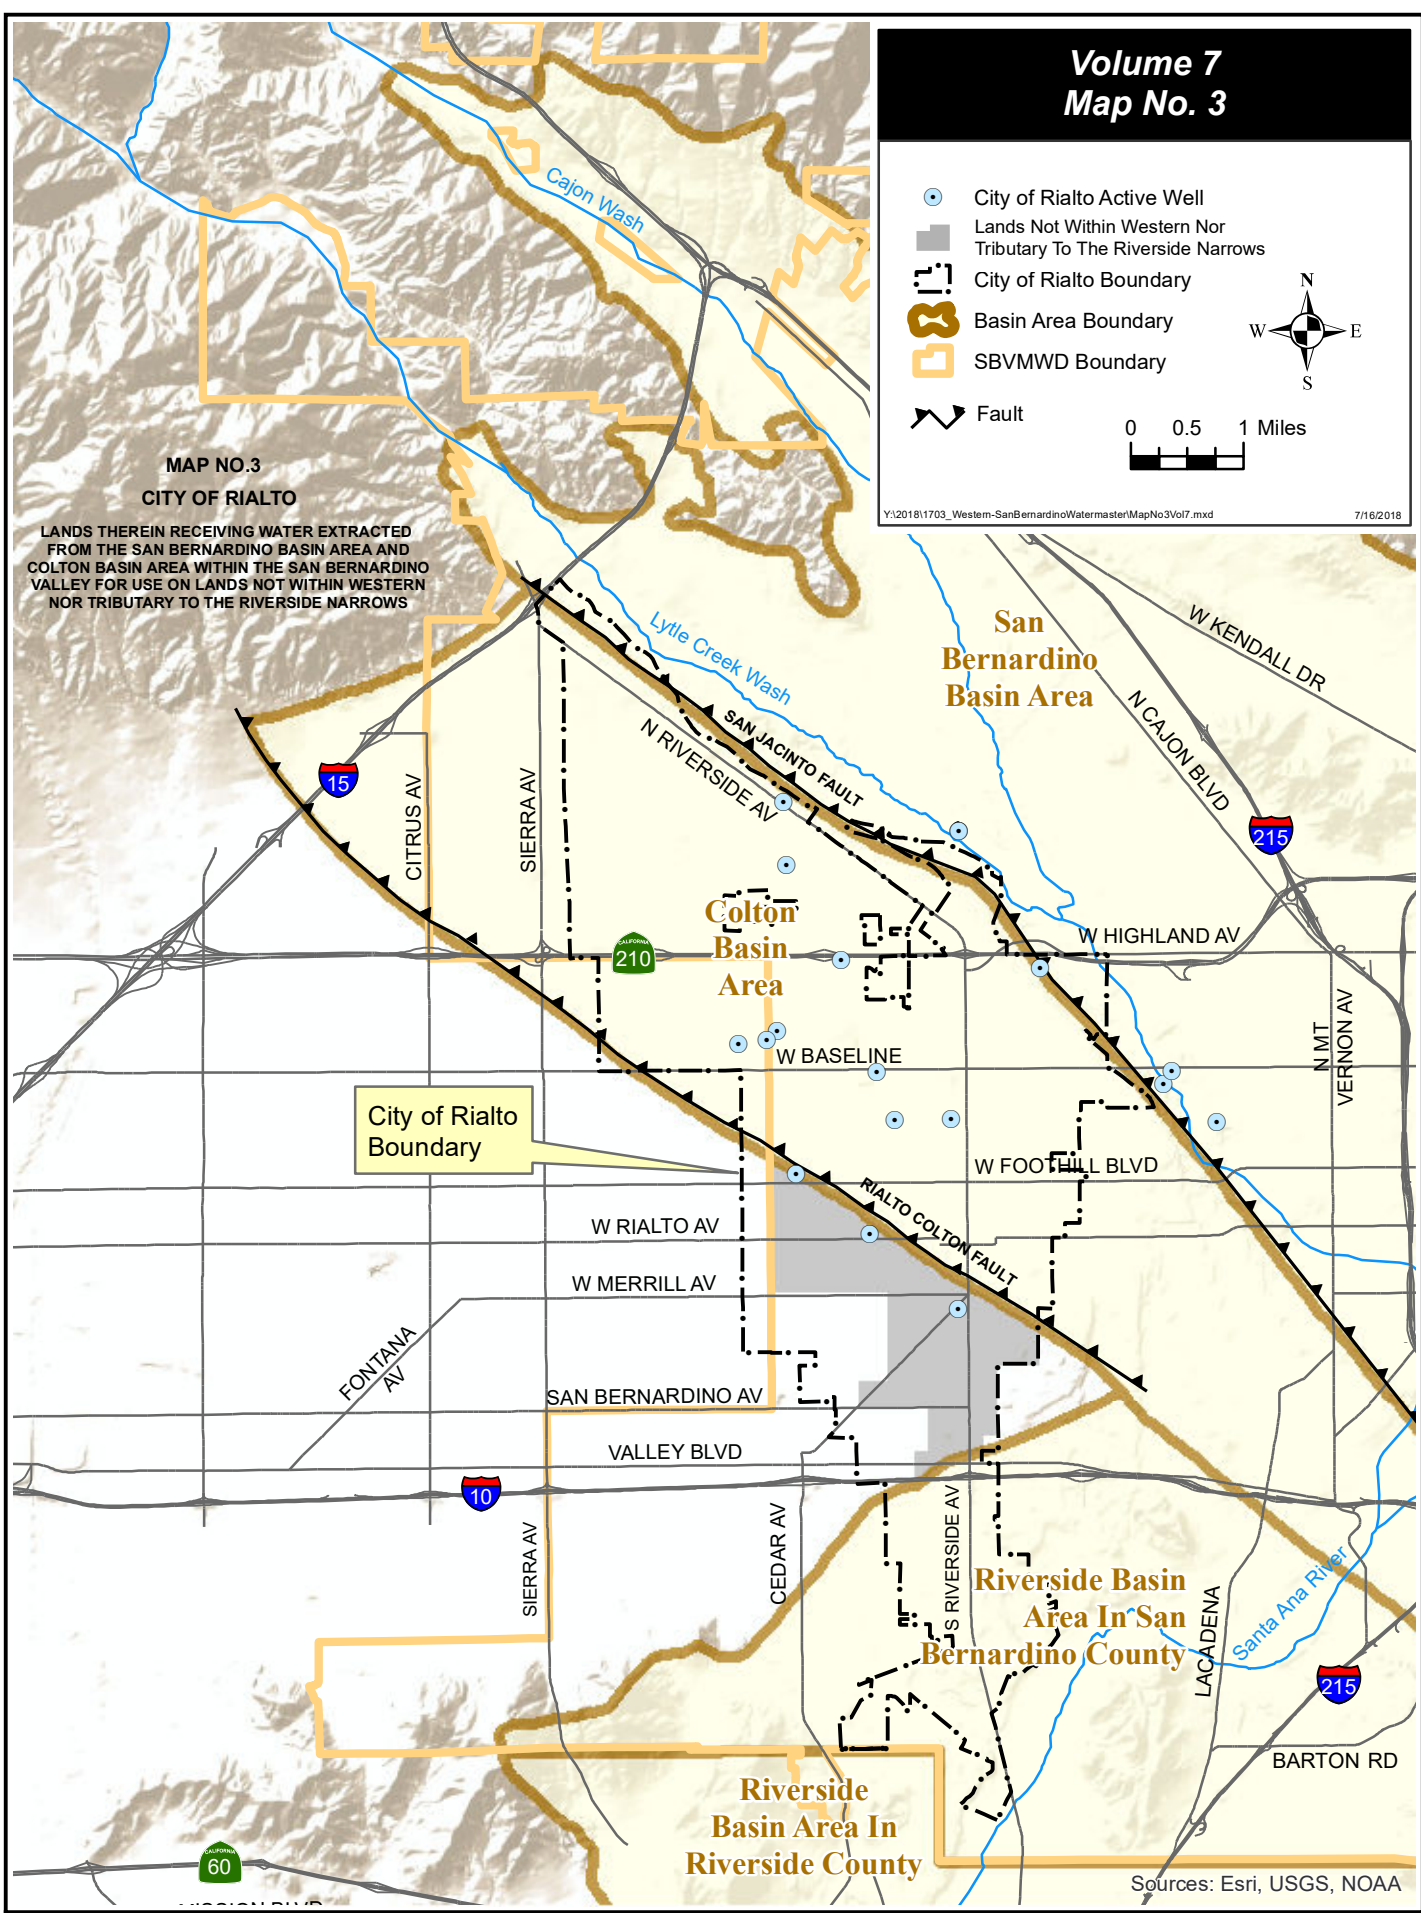 Volume 7
Map No. 3
City of Rialto Active Well
Lands Not Within Western Nor
Tributary To The Riverside Narrows
City of Rialto Boundary
Basin Area Boundary
SBVMWD Boundary
Fault
N
W
E
S
0 0.5 1 Miles
Y:\2018\1703_Western-SanBernardinoWatermaster\MapNo3Vol7.mxd
7/16/2018
Cajon Wash
MAP NO.3
CITY OF RIALTO
LANDS THEREIN RECEIVING WATER EXTRACTED
FROM THE SAN BERNARDINO BASIN AREA AND
COLTON BASIN AREA WITHIN THE SAN BERNARDINO
VALLEY FOR USE ON LANDS NOT WITHIN WESTERN
NOR TRIBUTARY TO THE RIVERSIDE NARROWS
San
Bernardino
Basin Area
W KENDALL DR
Lytle Creek Wash
N CAJON BLVD
SAN JACINTO FAULT
N RIVERSIDE AV
15
CITRUS AV
SIERRA AV
215
Colton
Basin
Area
CALIFORNIA
210
W HIGHLAND AV
N MT
VERNON AV
W BASELINE
City of Rialto
Boundary
W FOOTHILL BLVD
RIALTO COLTON FAULT
W RIALTO AV
W MERRILL AV
FONTANA
AV
SAN BERNARDINO AV
VALLEY BLVD
10
SIERRA AV
CEDAR AV
S RIVERSIDE AV
Riverside Basin
Area In San
Bernardino County
LACADENA
Santa Ana River
215
BARTON RD
Riverside
Basin Area In
Riverside County
CALIFORNIA
60
MISSION BLVD
Sources: Esri, USGS, NOAA